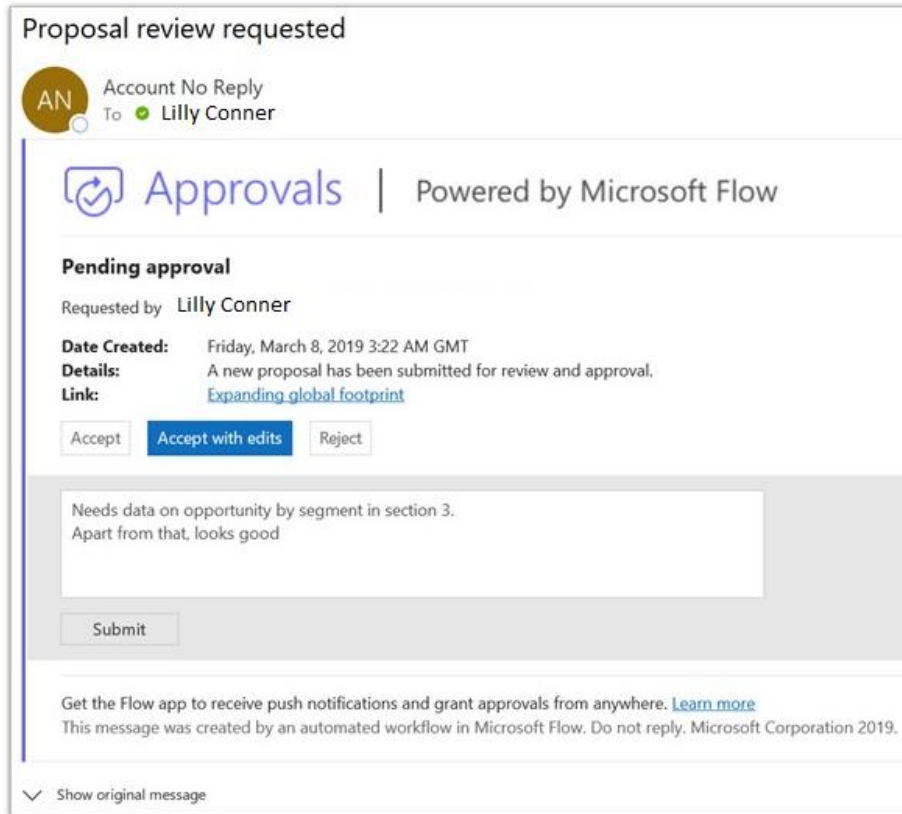 Proposal review requested
AN
Account No Reply
To Lilly Conner
Approvals | Powered by Microsoft Flow
Pending approval
Requested by Lilly Conner
Date Created: Friday, March 8, 2019 3:22 AM GMT
Details: A new proposal has been submitted for review and approval.
Link: Expanding global footprint
Accept Accept with edits Reject
Needs data on opportunity by segment in section 3.
Apart from that, looks good
Submit
Get the Flow app to receive push notifications and grant approvals from anywhere. Learn more
This message was created by an automated workflow in Microsoft Flow. Do not reply. Microsoft Corporation 2019.
Show original message